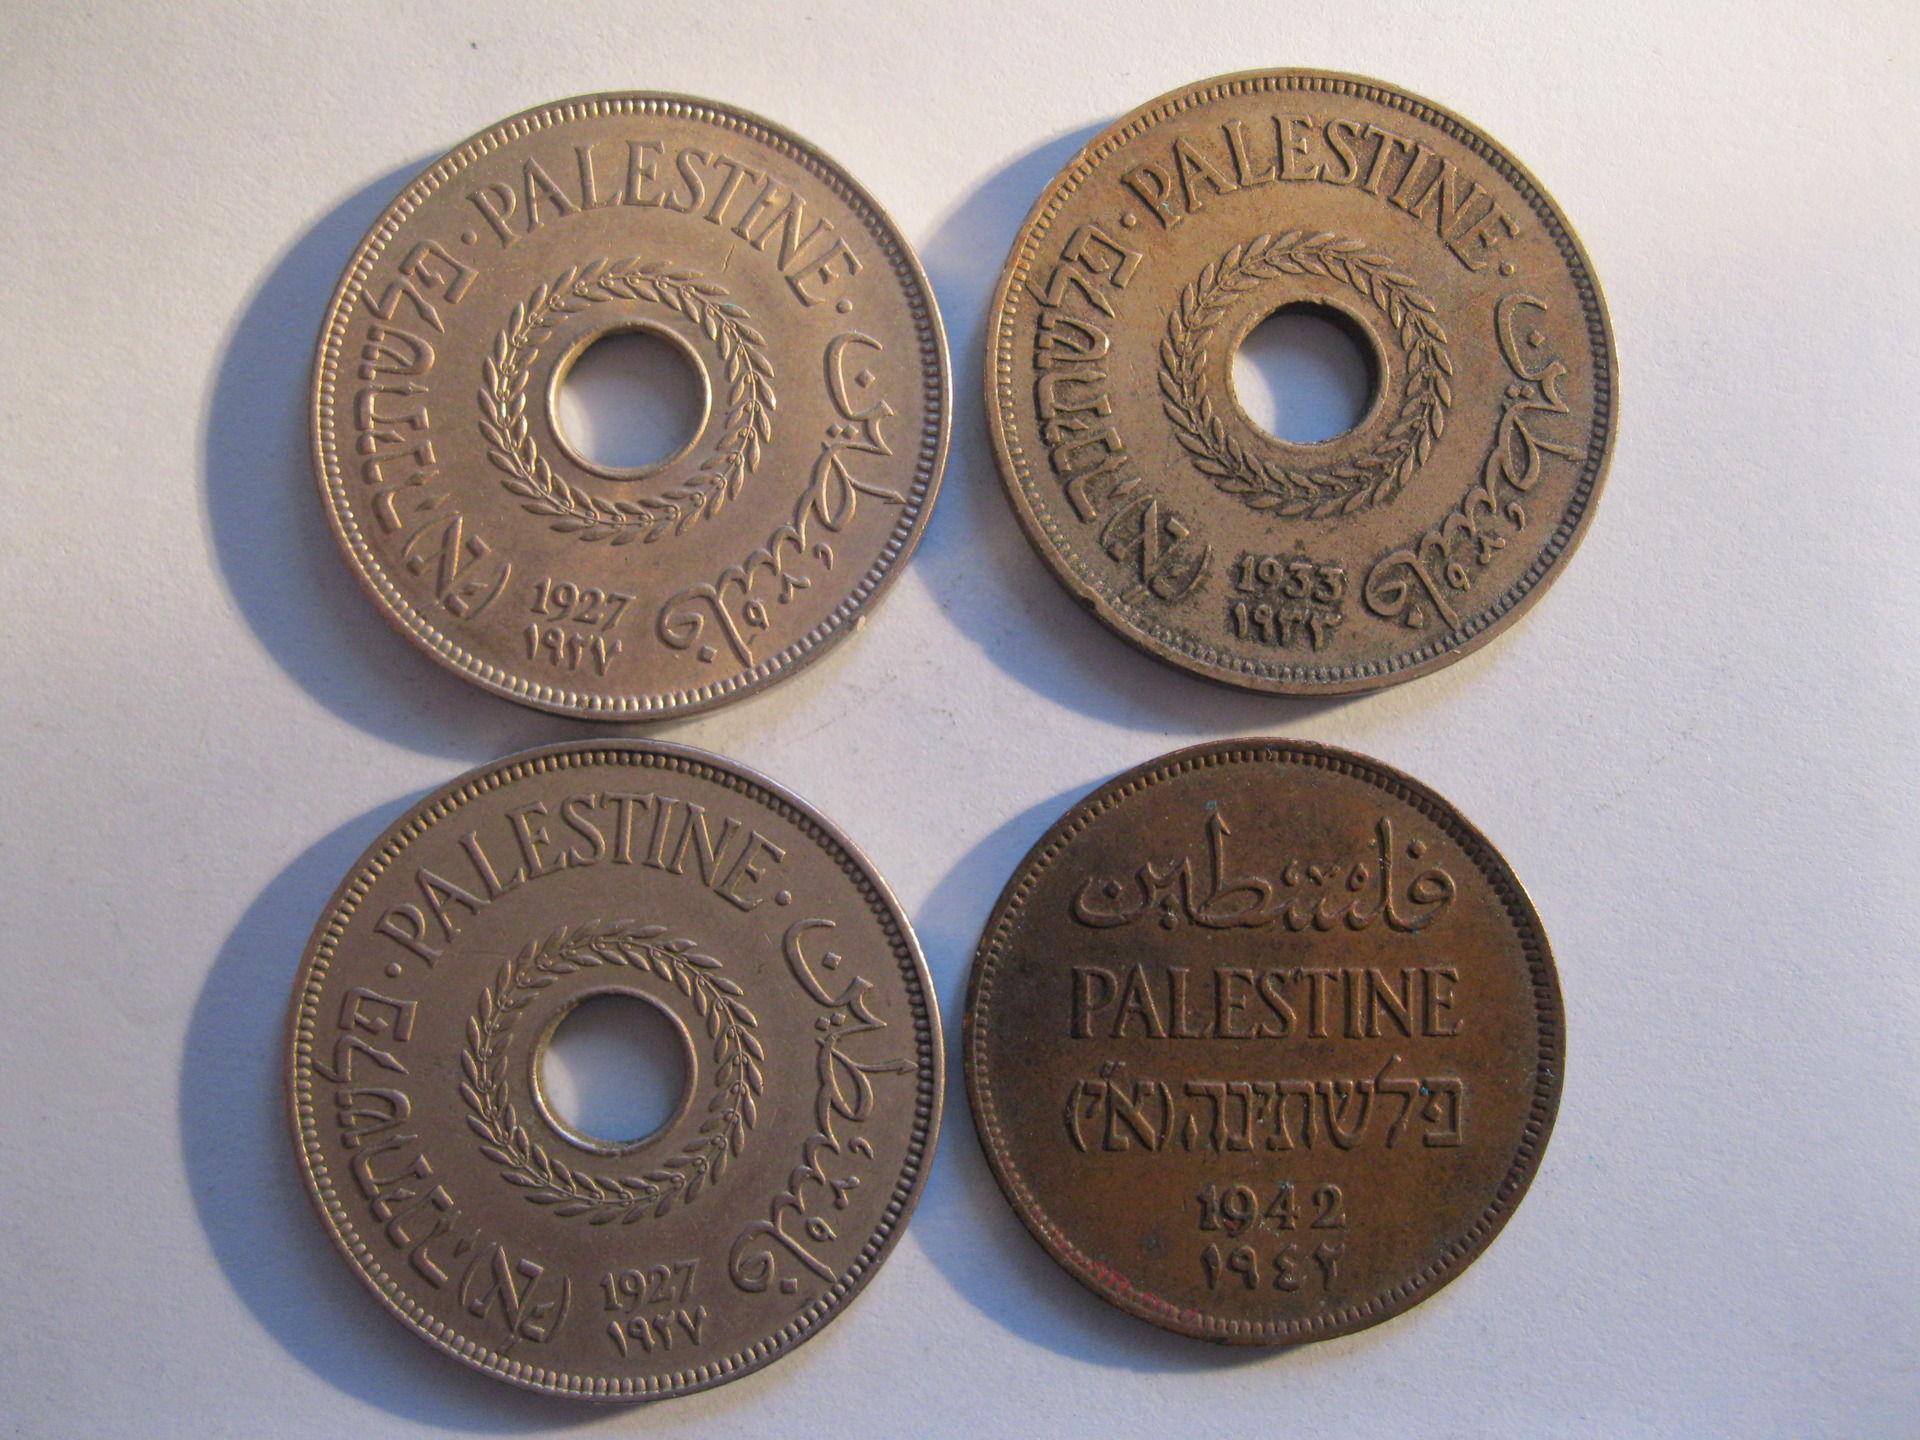 · PALESTINE ·
فلسطين
פלשתינה (א״י)
1927
١٩٢٧
· PALESTINE ·
فلسطين
פלשתינה (א״י)
1933
١٩٣٣
· PALESTINE ·
فلسطين
פלשתינה (א״י)
1927
١٩٢٧
فلسطين
PALESTINE
פלשתינה (א״י)
1942
١٩٤٢